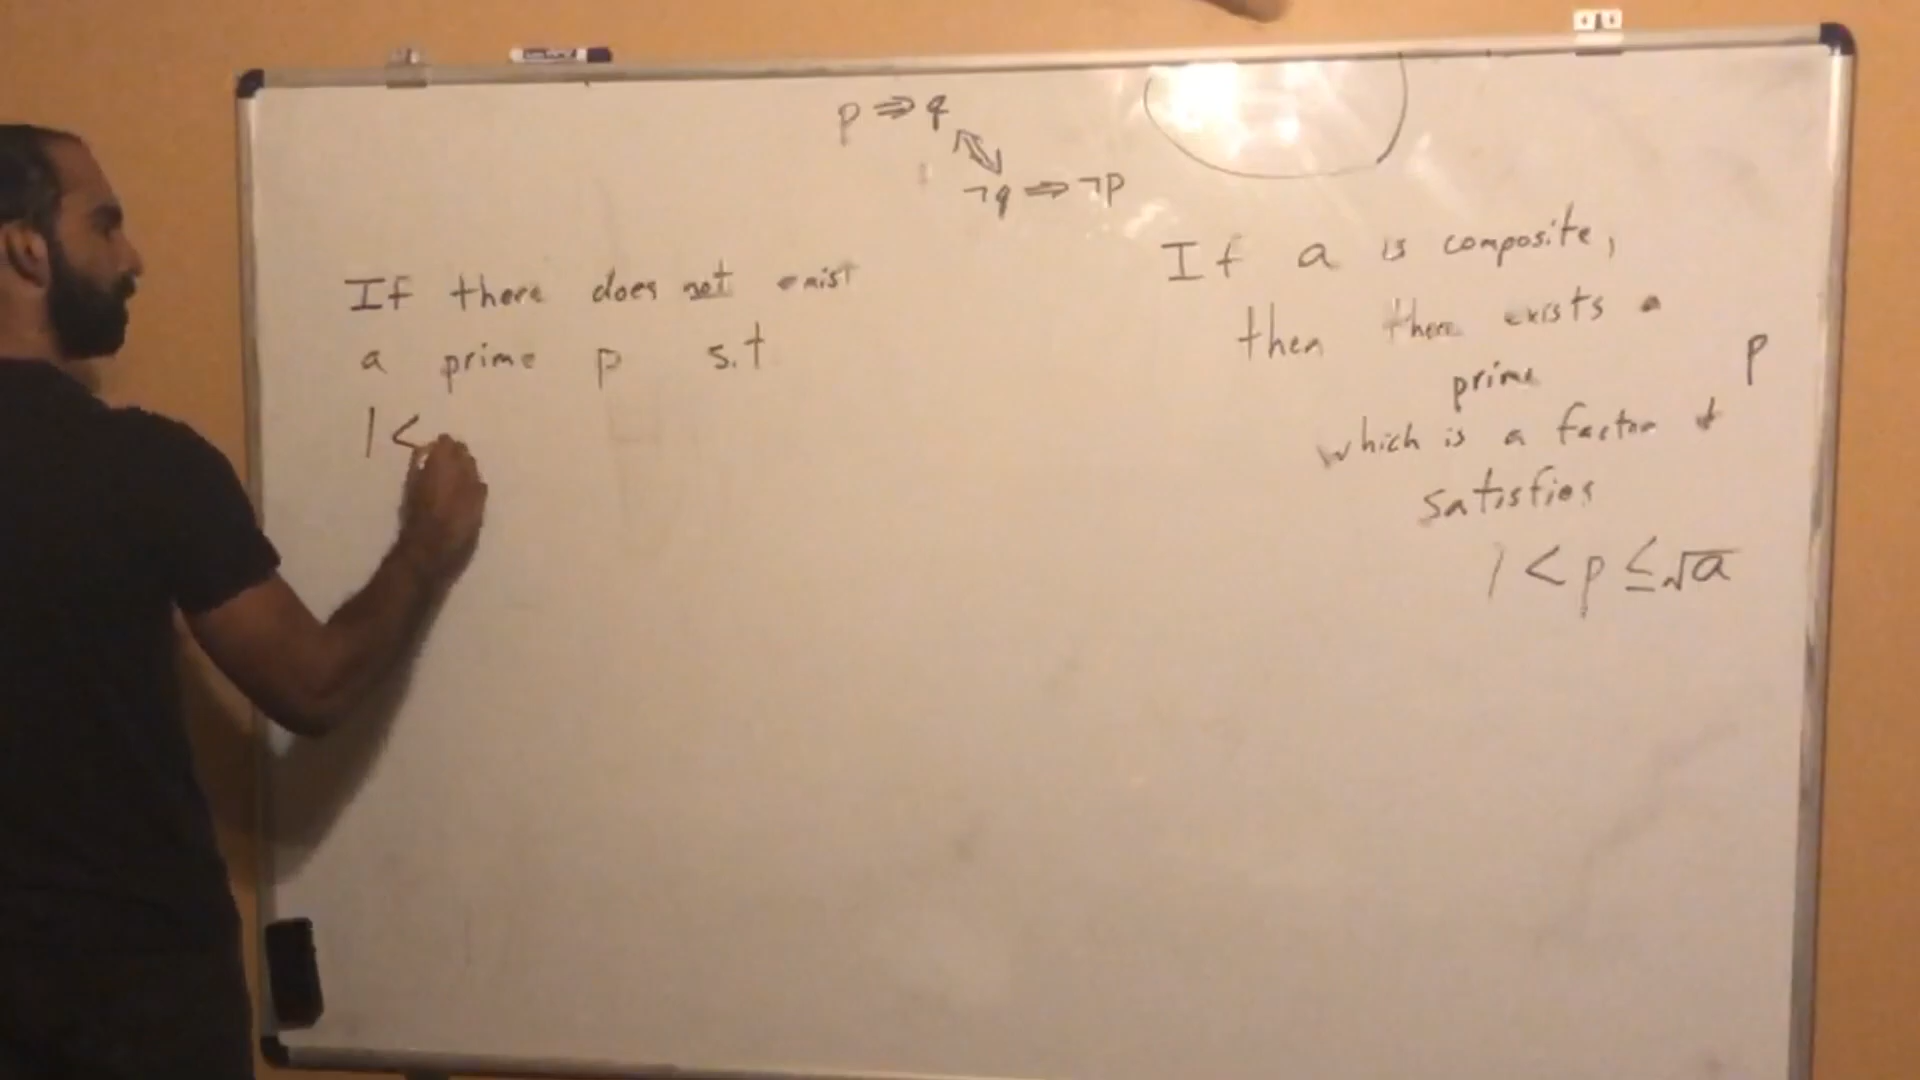 p ⇒ q
¬q ⇒ ¬p
If there does not exist
a prime p s.t
1 <
If a is composite,
then there exists a
prime p
which is a factor &
satisfies
1 < p ≤ √a